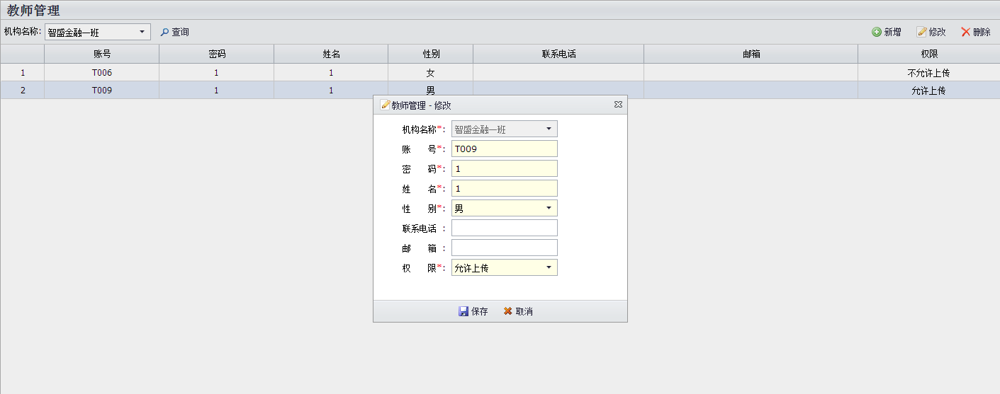 教师管理
机构名称: 智盛金融一班 查询 新增 修改 删除
账号 密码 姓名 性别 联系电话 邮箱 权限
1 T006 1 1 女 不允许上传
2 T009 1 1 男 允许上传
教师管理 - 修改
机构名称*: 智盛金融一班
账 号*: T009
密 码*: 1
姓 名*: 1
性 别*: 男
联系电话 :
邮 箱 :
权 限*: 允许上传
保存 取消